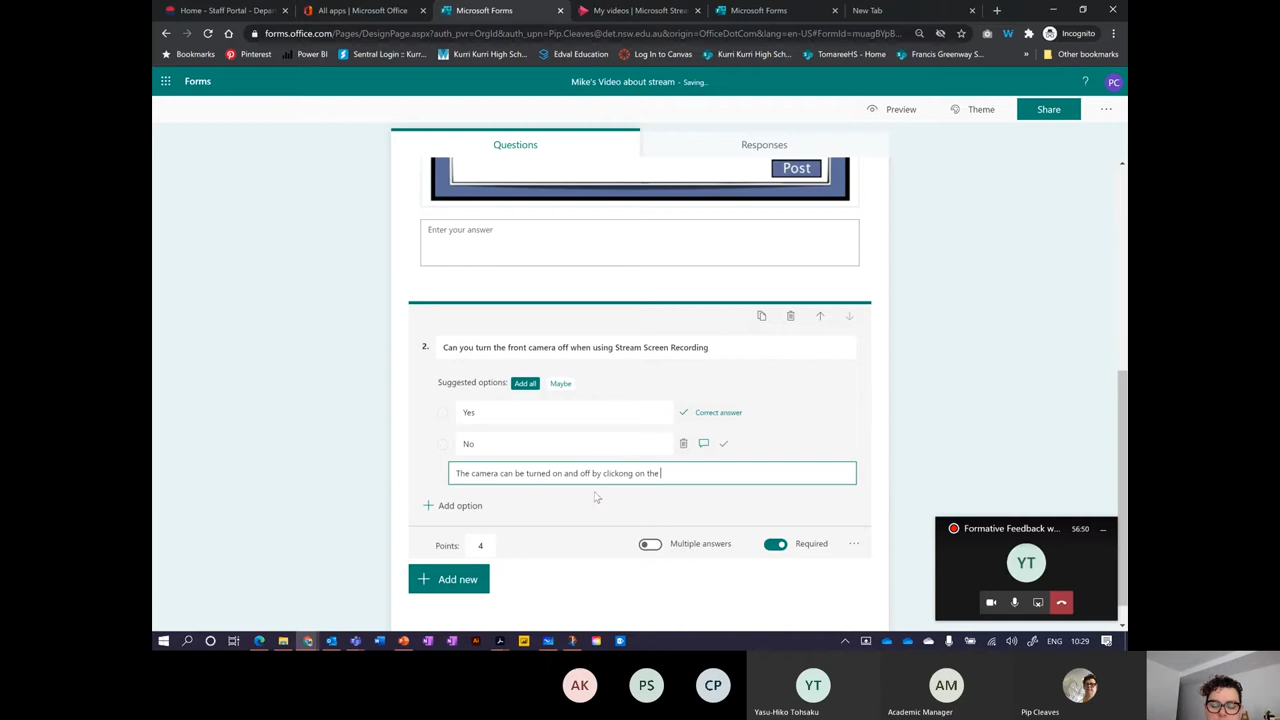 Home - Staff Portal - Depar
All apps | Microsoft Office
Microsoft Forms
My videos | Microsoft Strea
Microsoft Forms
New Tab
forms.office.com/Pages/DesignPage.aspx?auth_pvr=OrgId&auth_upn=Pip.Cleaves@det.nsw.edu.au&origin=OfficeDotCom&lang=en-US#FormId=muagBYpB...
Incognito
Bookmarks
Pinterest
Power BI
Sentral Login :: Kurr...
Kurri Kurri High Sch...
Edval Education
Log In to Canvas
Kurri Kurri High Sch...
TomareeHS - Home
Francis Greenway S...
Other bookmarks
Forms
Mike's Video about stream - Saving...
?
PC
Preview
Theme
Share
Questions
Responses
Post
Enter your answer
2.
Can you turn the front camera off when using Stream Screen Recording
Suggested options:
Add all
Maybe
Yes
Correct answer
No
The camera can be turned on and off by clickong on the
Add option
Points:
4
Multiple answers
Required
Add new
Formative Feedback w...
56:50
YT
ENG
10:29
AK
PS
CP
YT
AM
Yasu-Hiko Tohsaku
Academic Manager
Pip Cleaves